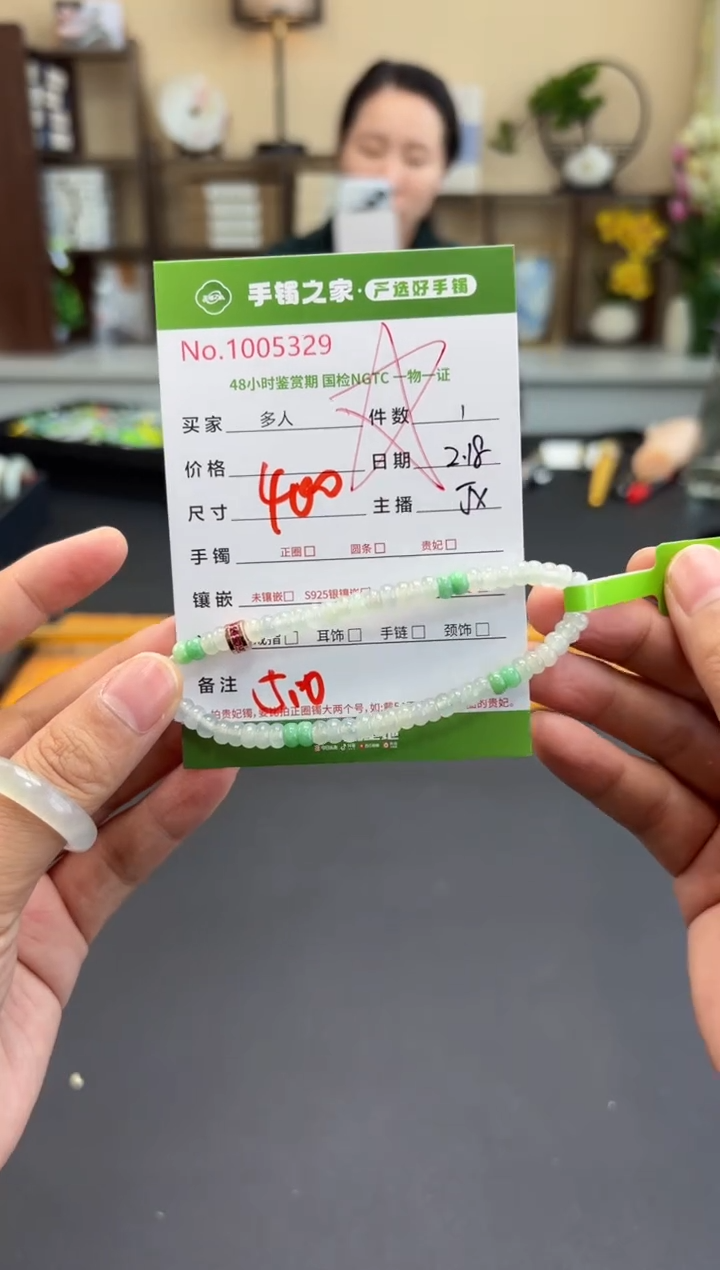 手镯之家·严选好手镯
No.1005329
48小时鉴赏期 国检NGTC 一物一证
买家 多人 件数 1
价格 日期 2.18
400
尺寸 主播 JX
手镯 正圈□ 圆条□ 贵妃□
镶嵌 未镶嵌□ S925银镶嵌□
戒指□ 耳饰□ 手链□ 颈饰□
备注